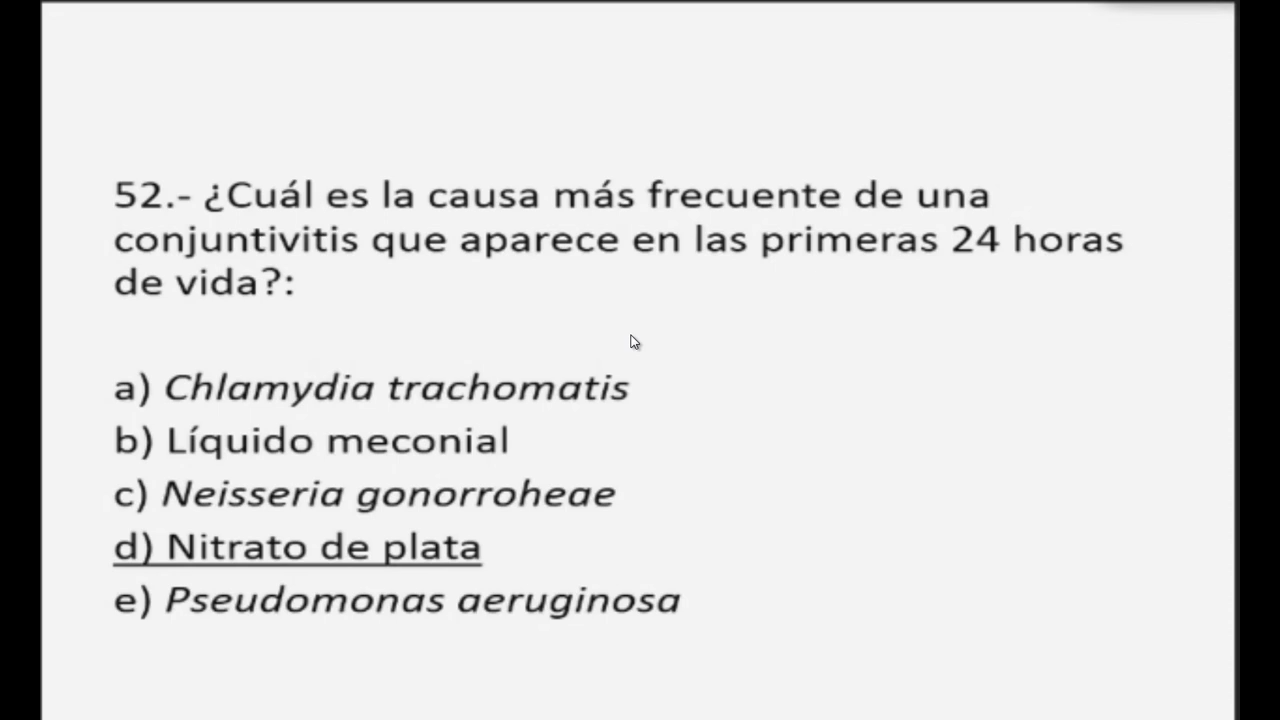 52.- ¿Cuál es la causa más frecuente de una
conjuntivitis que aparece en las primeras 24 horas
de vida?:
a) Chlamydia trachomatis
b) Líquido meconial
c) Neisseria gonorroheae
d) Nitrato de plata
e) Pseudomonas aeruginosa